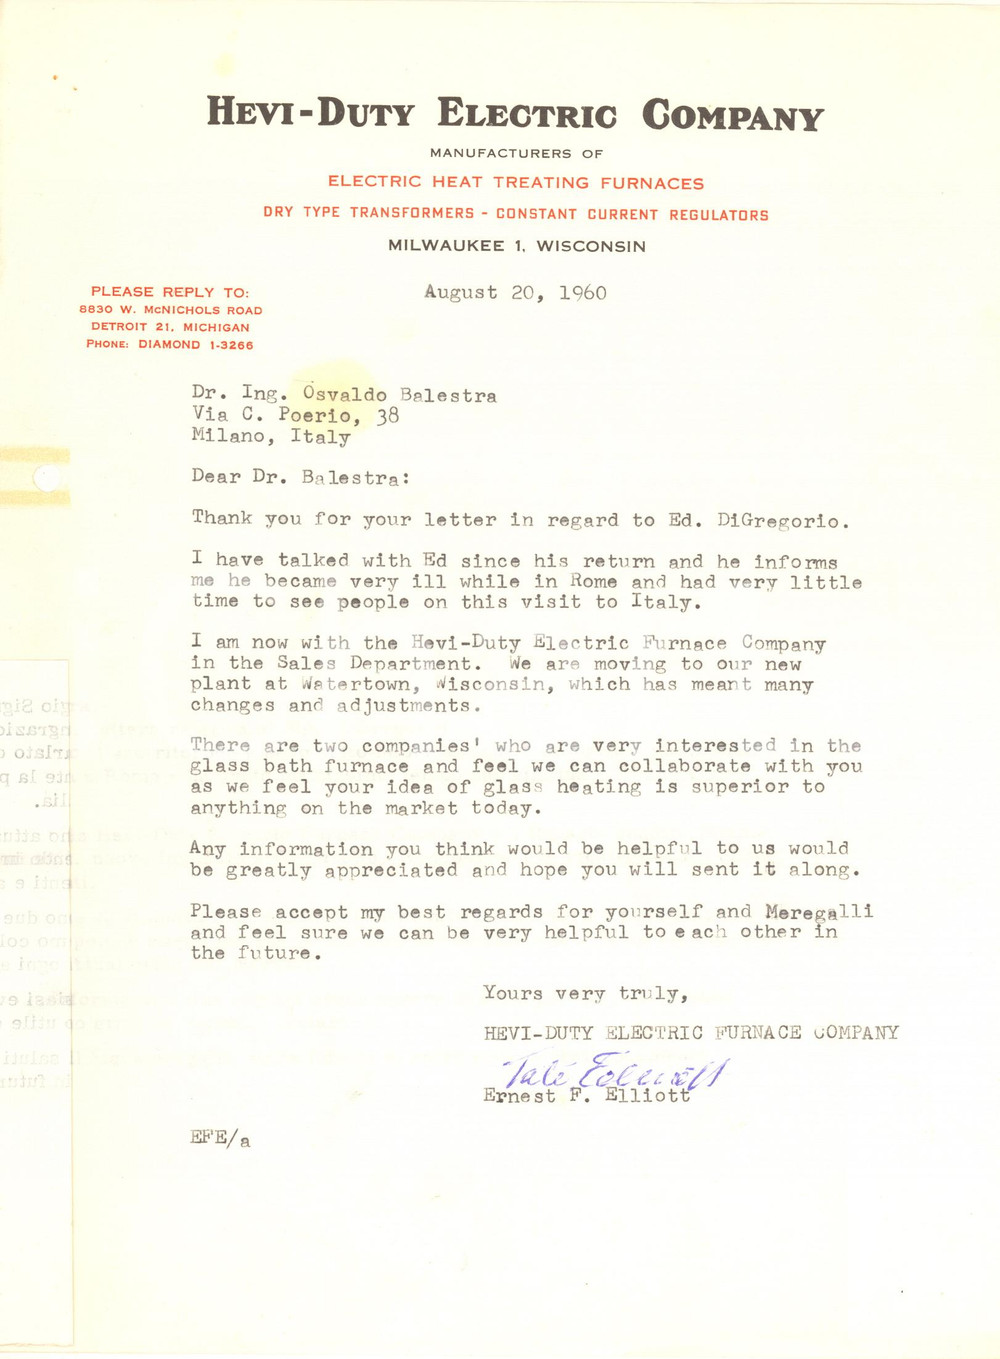 HEVI-DUTY ELECTRIC COMPANY
MANUFACTURERS OF
ELECTRIC HEAT TREATING FURNACES
DRY TYPE TRANSFORMERS - CONSTANT CURRENT REGULATORS
MILWAUKEE 1, WISCONSIN
PLEASE REPLY TO:
8830 W. McNICHOLS ROAD
DETROIT 21, MICHIGAN
PHONE: DIAMOND 1-3266
August 20, 1960
Dr. Ing. Osvaldo Balestra
Via C. Poerio, 38
Milano, Italy
Dear Dr. Balestra:
Thank you for your letter in regard to Ed. DiGregorio.
I have talked with Ed since his return and he informs
me he became very ill while in Rome and had very little
time to see people on this visit to Italy.
I am now with the Hevi-Duty Electric Furnace Company
in the Sales Department. We are moving to our new
plant at Watertown, Wisconsin, which has meant many
changes and adjustments.
There are two companies' who are very interested in the
glass bath furnace and feel we can collaborate with you
as we feel your idea of glass heating is superior to
anything on the market today.
Any information you think would be helpful to us would
be greatly appreciated and hope you will sent it along.
Please accept my best regards for yourself and Meregalli
and feel sure we can be very helpful to each other in
the future.
Yours very truly,
HEVI-DUTY ELECTRIC FURNACE COMPANY
Ernest F. Elliott
EFE/a